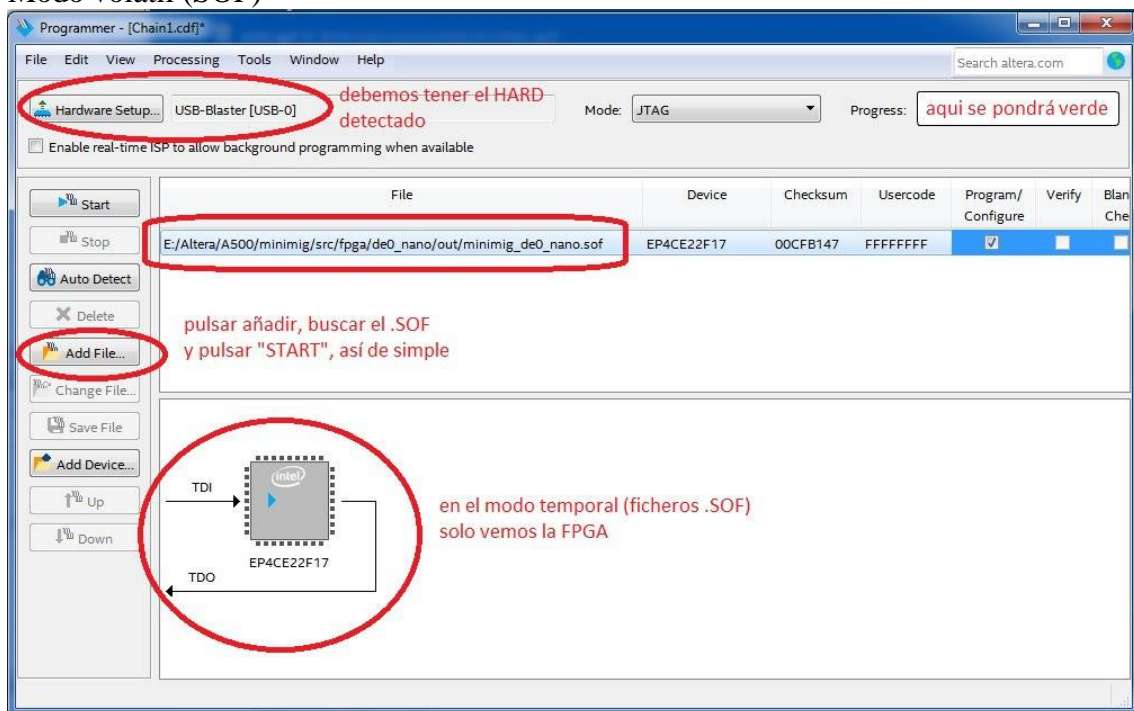 Modo volátil (SOF)
Programmer - [Chain1.cdf]*
File Edit View Processing Tools Window Help
Search altera.com
Hardware Setup... USB-Blaster [USB-0]
debemos tener el HARD
detectado
Mode: JTAG
Progress:
aqui se pondrá verde
Enable real-time ISP to allow background programming when available
Start
Stop
Auto Detect
Delete
Add File...
Change File...
Save File
Add Device...
Up
Down
File Device Checksum Usercode Program/ Verify Blan
Configure Che
E:/Altera/A500/minimig/src/fpga/de0_nano/out/minimig_de0_nano.sof EP4CE22F17 00CFB147 FFFFFFFF
pulsar añadir, buscar el .SOF
y pulsar "START", así de simple
intel
TDI
EP4CE22F17
TDO
en el modo temporal (ficheros .SOF)
solo vemos la FPGA